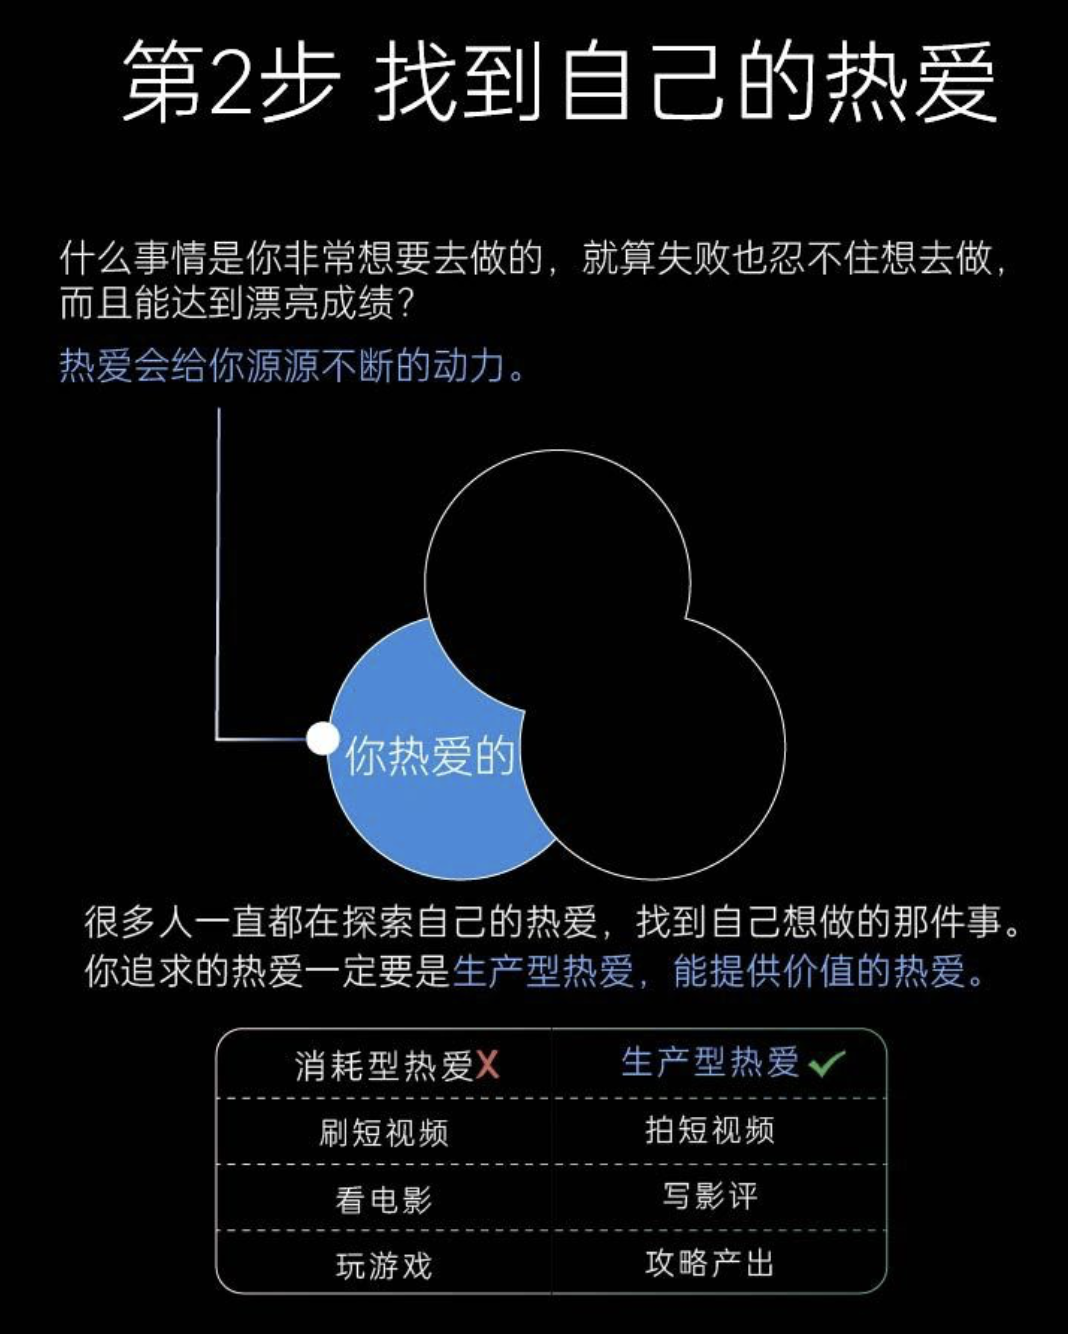 第2步 找到自己的热爱
什么事情是你非常想要去做的，就算失败也忍不住想去做，
而且能达到漂亮成绩？
热爱会给你源源不断的动力。
你热爱的
很多人一直都在探索自己的热爱，找到自己想做的那件事。
你追求的热爱一定要是生产型热爱，能提供价值的热爱。
消耗型热爱X 生产型热爱✓
刷短视频 拍短视频
看电影 写影评
玩游戏 攻略产出